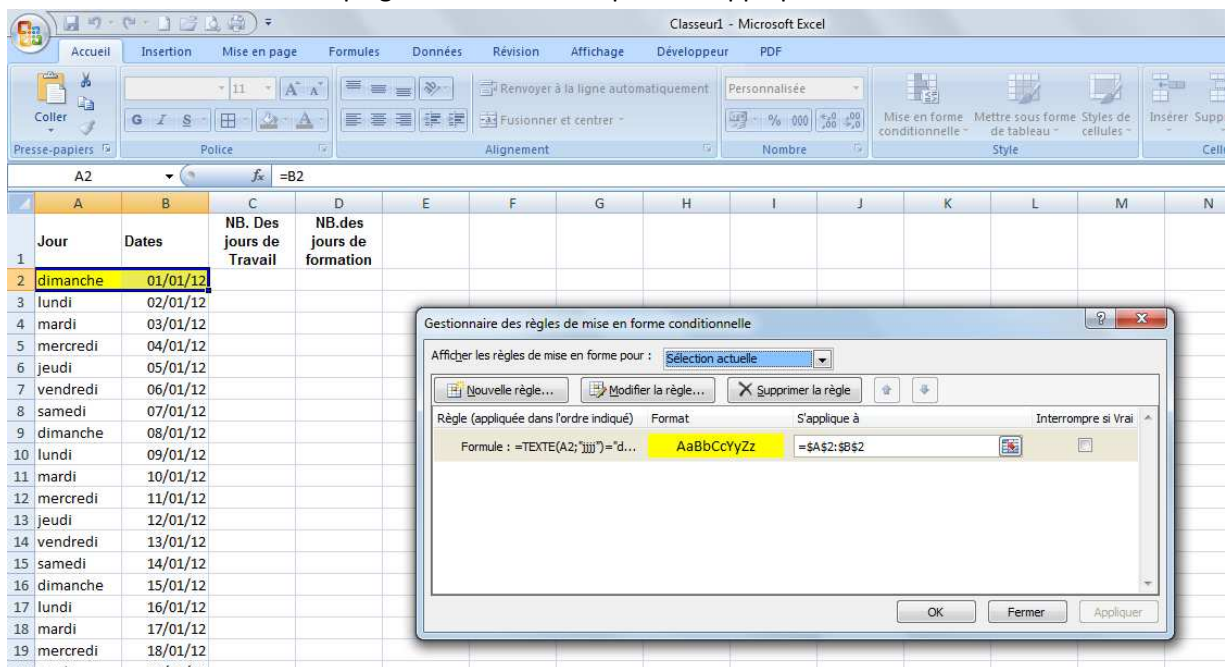 Classeur1 - Microsoft Excel
Accueil Insertion Mise en page Formules Données Révision Affichage Développeur PDF
Coller
11
Renvoyer à la ligne automatiquement
Personnalisée
G I S
Fusionner et centrer
% 000
Mise en forme conditionnelle
Mettre sous forme de tableau
Styles de cellules
Insérer
Presse-papiers Police Alignement Nombre Style
A2 fx =B2
A B C D E F G H I J K L M N
1 Jour Dates NB. Des jours de Travail NB.des jours de formation
2 dimanche 01/01/12
3 lundi 02/01/12
4 mardi 03/01/12
5 mercredi 04/01/12
6 jeudi 05/01/12
7 vendredi 06/01/12
8 samedi 07/01/12
9 dimanche 08/01/12
10 lundi 09/01/12
11 mardi 10/01/12
12 mercredi 11/01/12
13 jeudi 12/01/12
14 vendredi 13/01/12
15 samedi 14/01/12
16 dimanche 15/01/12
17 lundi 16/01/12
18 mardi 17/01/12
19 mercredi 18/01/12
Gestionnaire des règles de mise en forme conditionnelle
Afficher les règles de mise en forme pour : Sélection actuelle
Nouvelle règle... Modifier la règle... Supprimer la règle
Règle (appliquée dans l'ordre indiqué) Format S'applique à Interrompre si Vrai
Formule : =TEXTE(A2;"jjjj")="d... AaBbCcYyZz =$A$2:$B$2
OK Fermer Appliquer